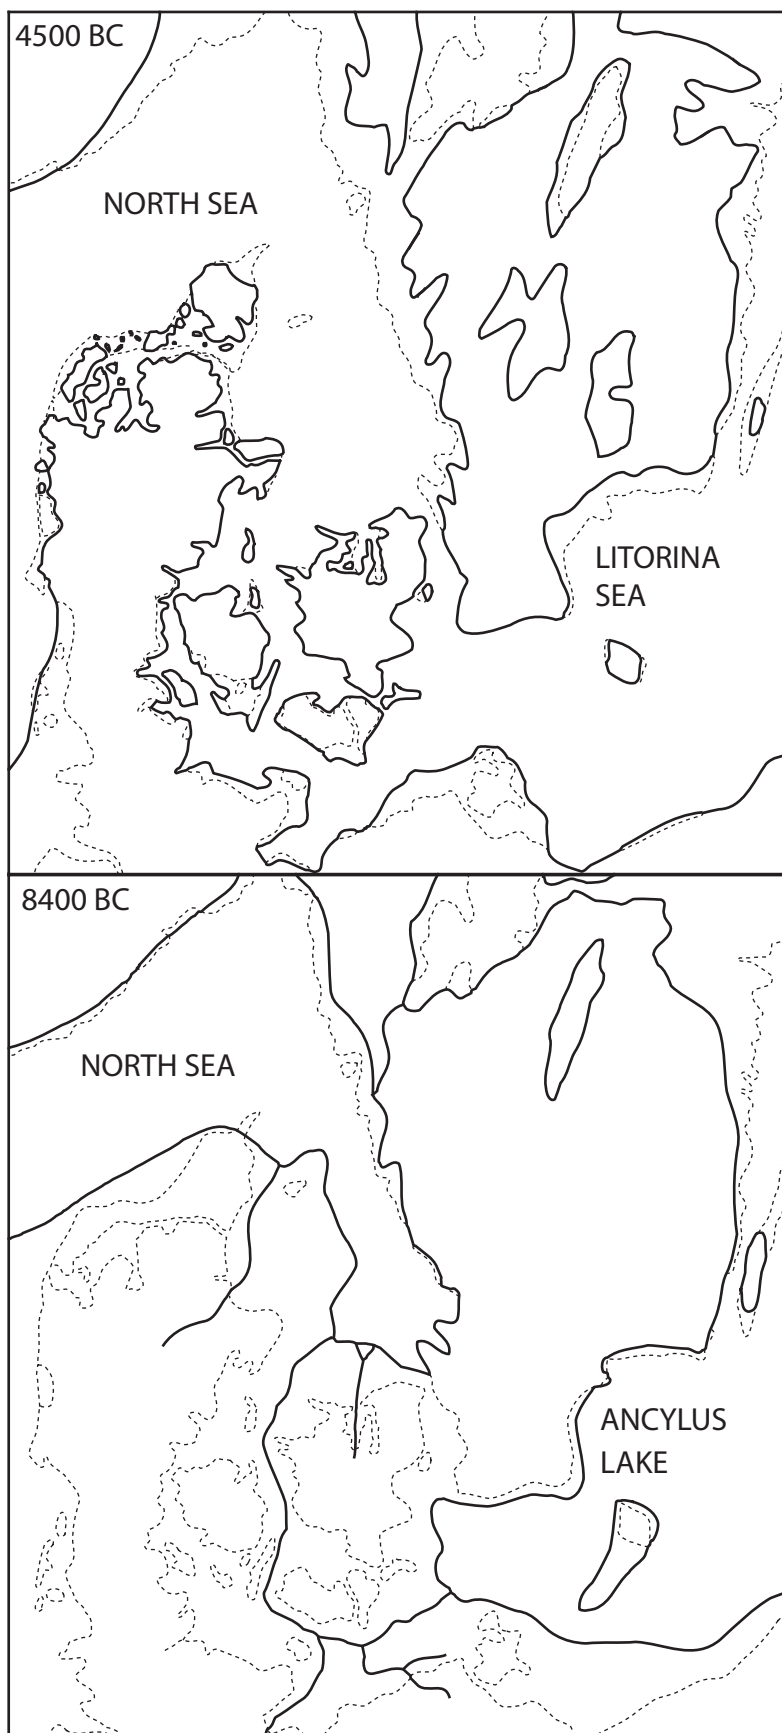 4500 BC
NORTH SEA
LITORINA
SEA
8400 BC
NORTH SEA
ANCYLUS
LAKE